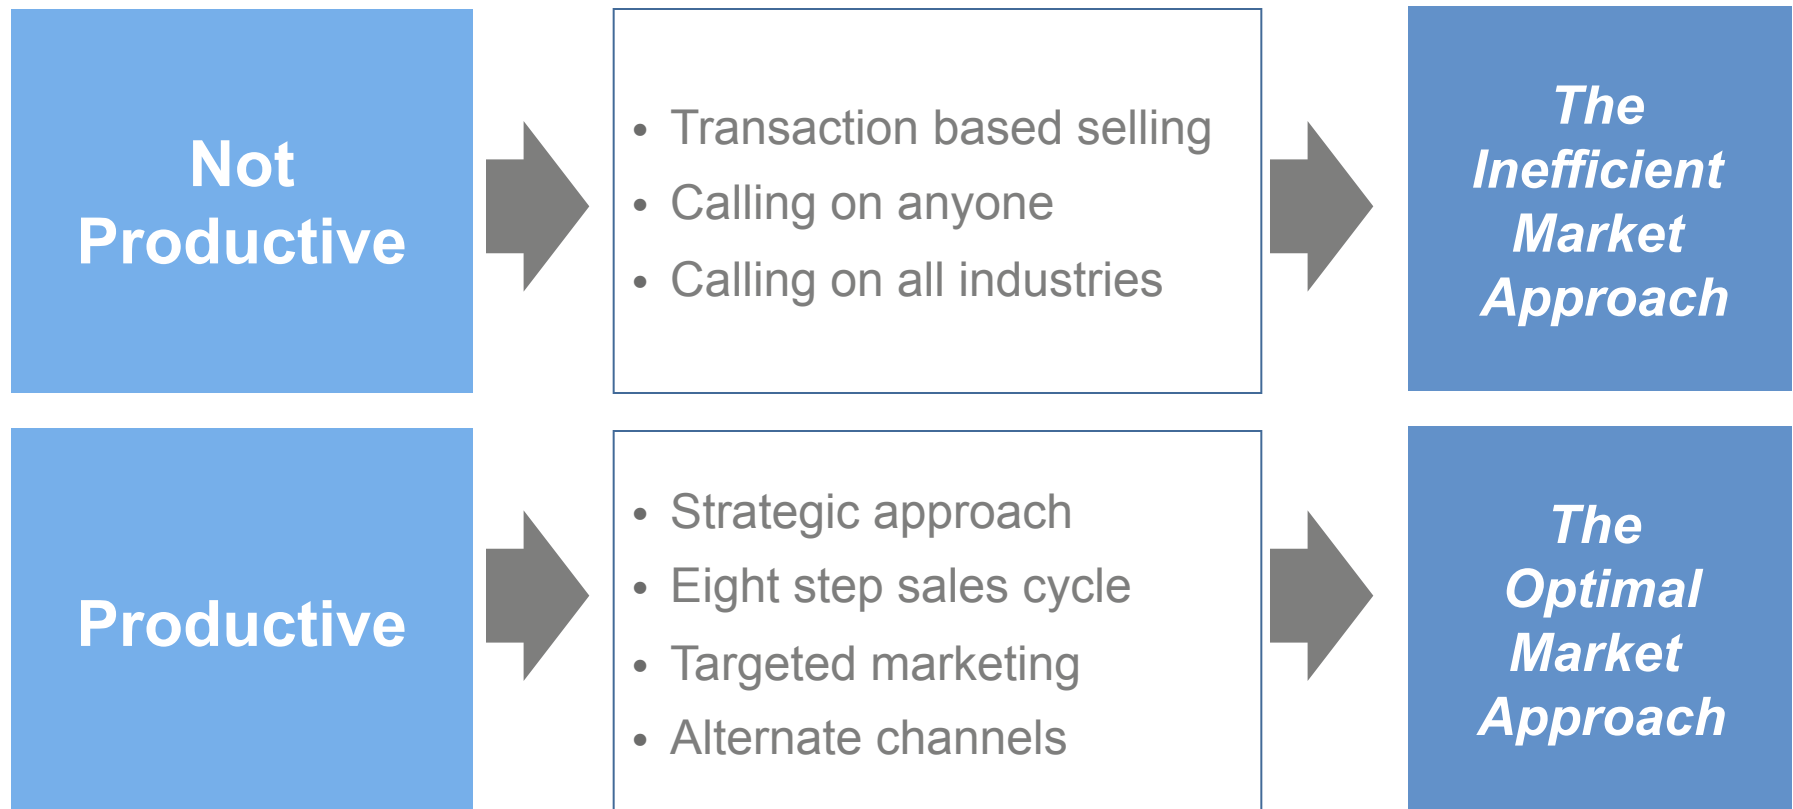 Not
Productive
• Transaction based selling
• Calling on anyone
• Calling on all industries
The
Inefficient
Market
Approach
Productive
• Strategic approach
• Eight step sales cycle
• Targeted marketing
• Alternate channels
The
Optimal
Market
Approach